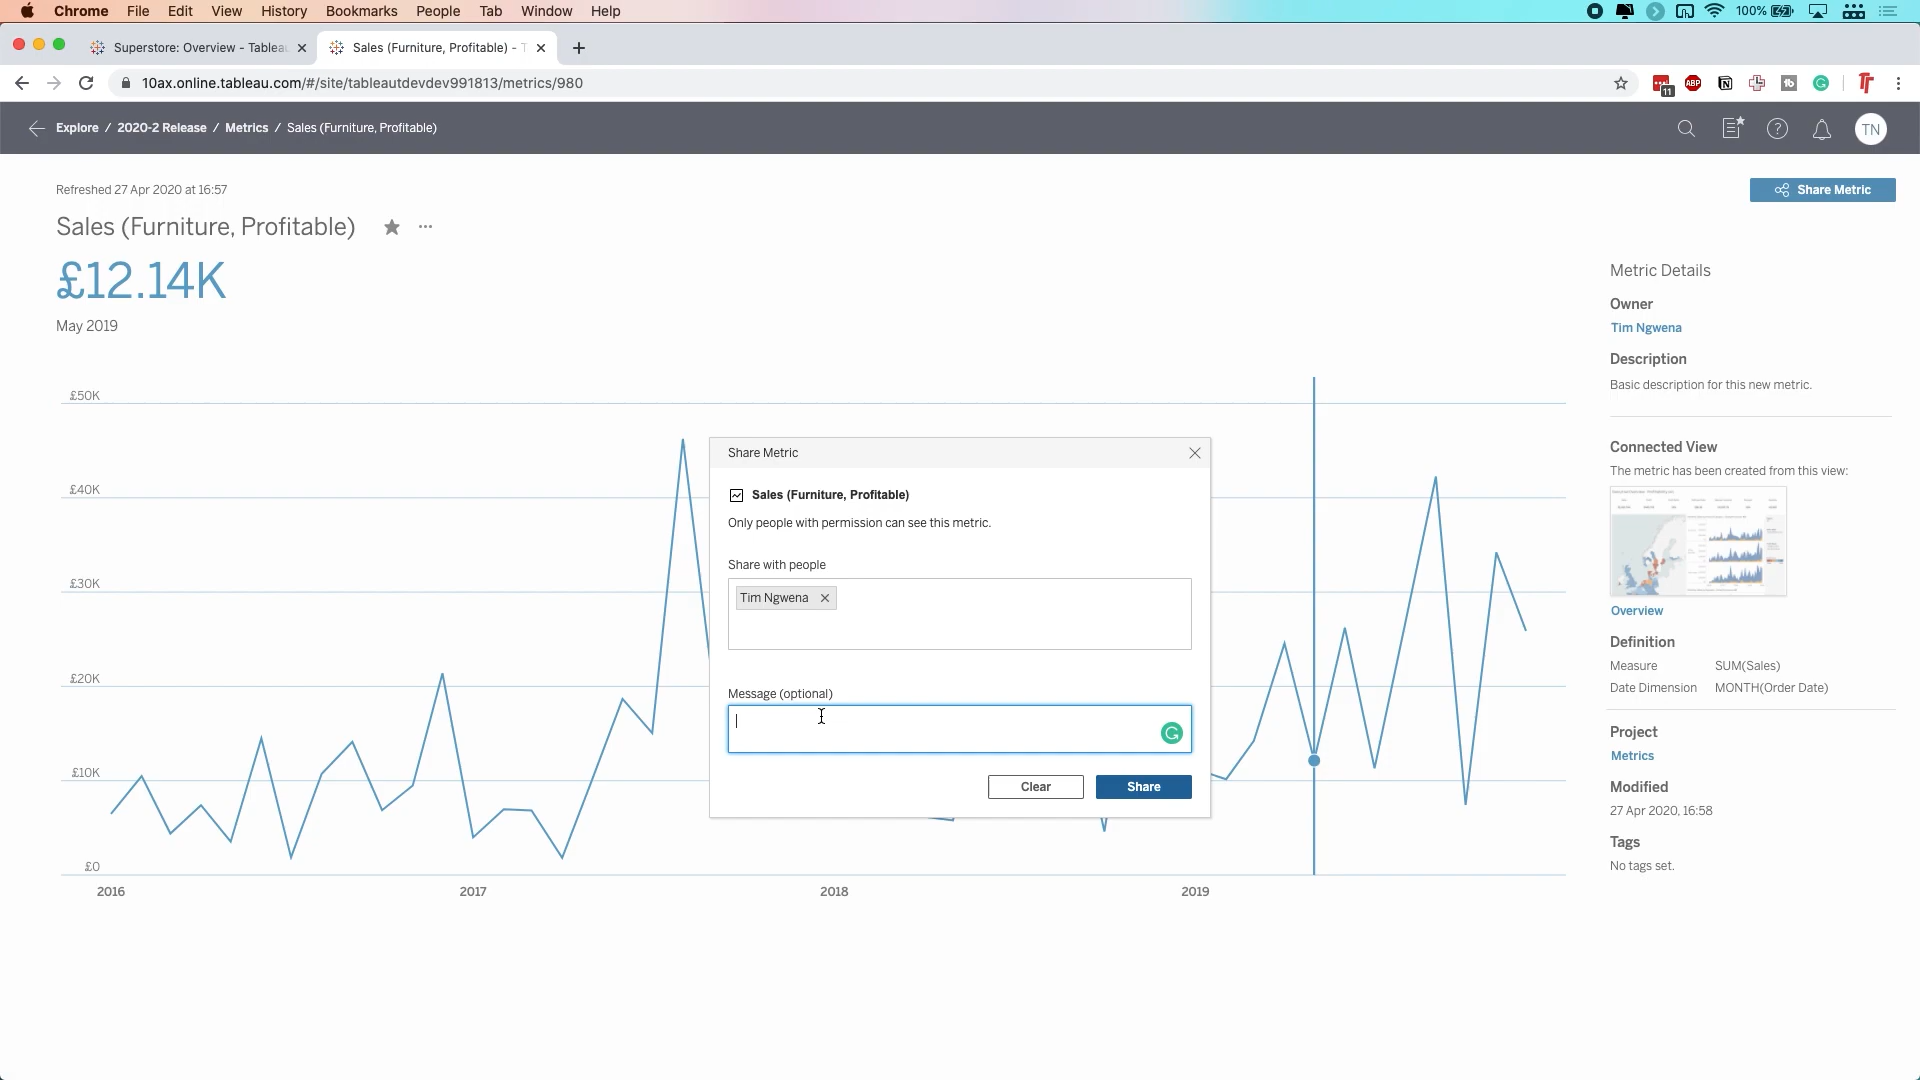 Chrome File Edit View History Bookmarks People Tab Window Help 100%
Superstore: Overview - Tablea
Sales (Furniture, Profitable) - T
10ax.online.tableau.com/#/site/tableautdevdev991813/metrics/980
11 ABP tb
Explore / 2020-2 Release / Metrics / Sales (Furniture, Profitable)
TN
Refreshed 27 Apr 2020 at 16:57
Share Metric
Sales (Furniture, Profitable)
£12.14K
May 2019
£50K
£40K
£30K
£20K
£10K
£0
2016 2017 2018 2019
Share Metric
Sales (Furniture, Profitable)
Only people with permission can see this metric.
Share with people
Tim Ngwena
Message (optional)
Clear
Share
Metric Details
Owner
Tim Ngwena
Description
Basic description for this new metric.
Connected View
The metric has been created from this view:
Overview
Definition
Measure SUM(Sales)
Date Dimension MONTH(Order Date)
Project
Metrics
Modified
27 Apr 2020, 16:58
Tags
No tags set.